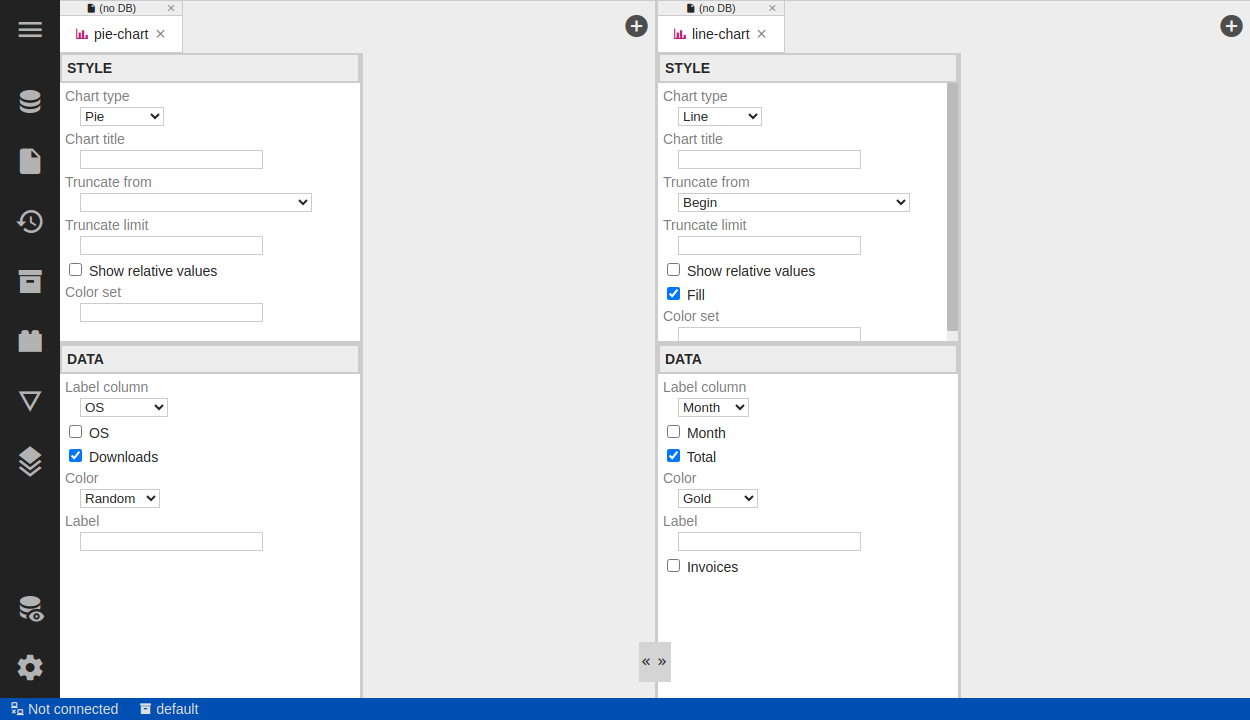 (no DB)
pie-chart
STYLE
Chart type
Pie
Chart title
Truncate from
Truncate limit
Show relative values
Color set
DATA
Label column
OS
OS
Downloads
Color
Random
Label
(no DB)
line-chart
STYLE
Chart type
Line
Chart title
Truncate from
Begin
Truncate limit
Show relative values
Fill
Color set
DATA
Label column
Month
Month
Total
Color
Gold
Label
Invoices
« »
Not connected default